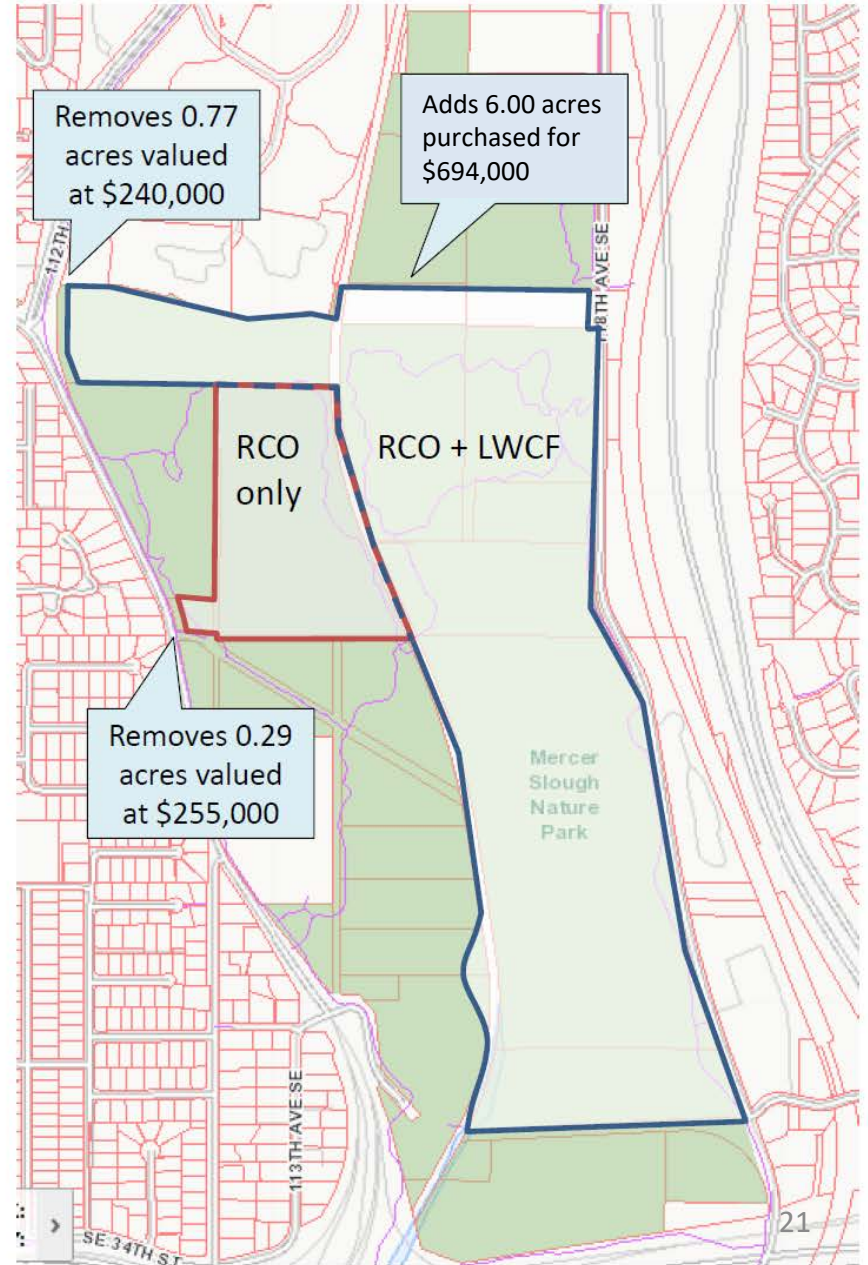 Removes 0.77
acres valued
at $240,000
Adds 6.00 acres
purchased for
$694,000
112TH
118TH AVE SE
RCO
only
RCO + LWCF
Removes 0.29
acres valued
at $255,000
Mercer
Slough
Nature
Park
113TH AVE SE
SE 34TH ST
>
21